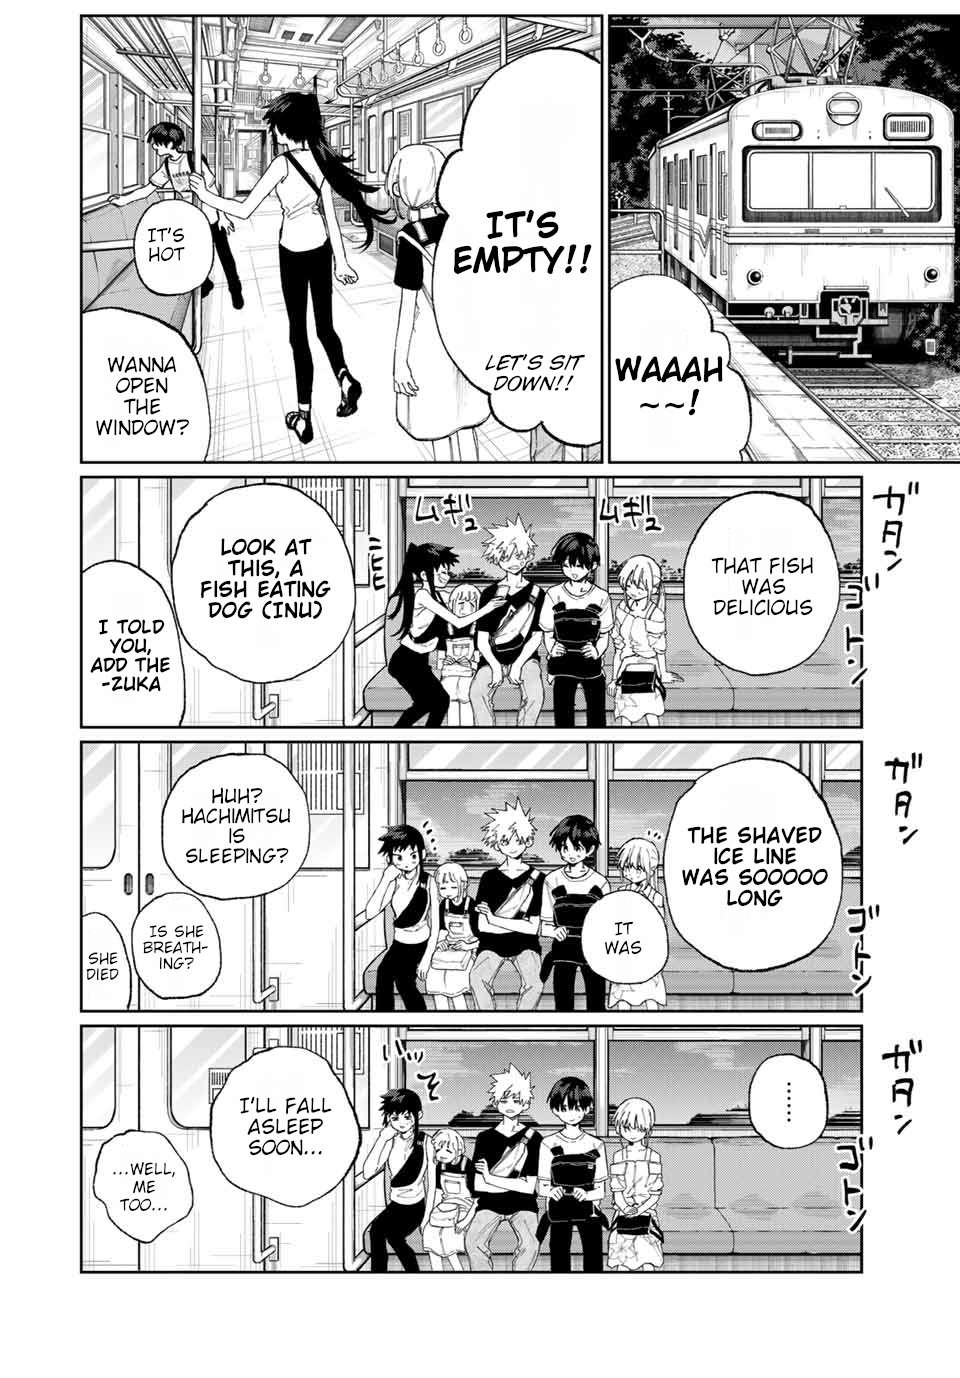 WAAAH
~~!
IT'S
EMPTY!!
LET'S SIT
DOWN!!
IT'S
HOT
WANNA
OPEN
THE
WINDOW?
ガタン
ゴトン
THAT FISH
WAS
DELICIOUS
ムギュ
ムギュ
LOOK AT
THIS, A
FISH EATING
DOG (INU)
I TOLD
YOU,
ADD THE
-ZUKA
ガタン
ゴトン
THE SHAVED
ICE LINE
WAS SOOOOO
LONG
IT
WAS
HUH?
HACHIMITSU
IS
SLEEPING?
IS SHE
BREATH-
ING?
SHE
DIED
ガタン
ゴトン
......
いそ
I'LL FALL
ASLEEP
SOON...
...WELL,
ME
TOO...